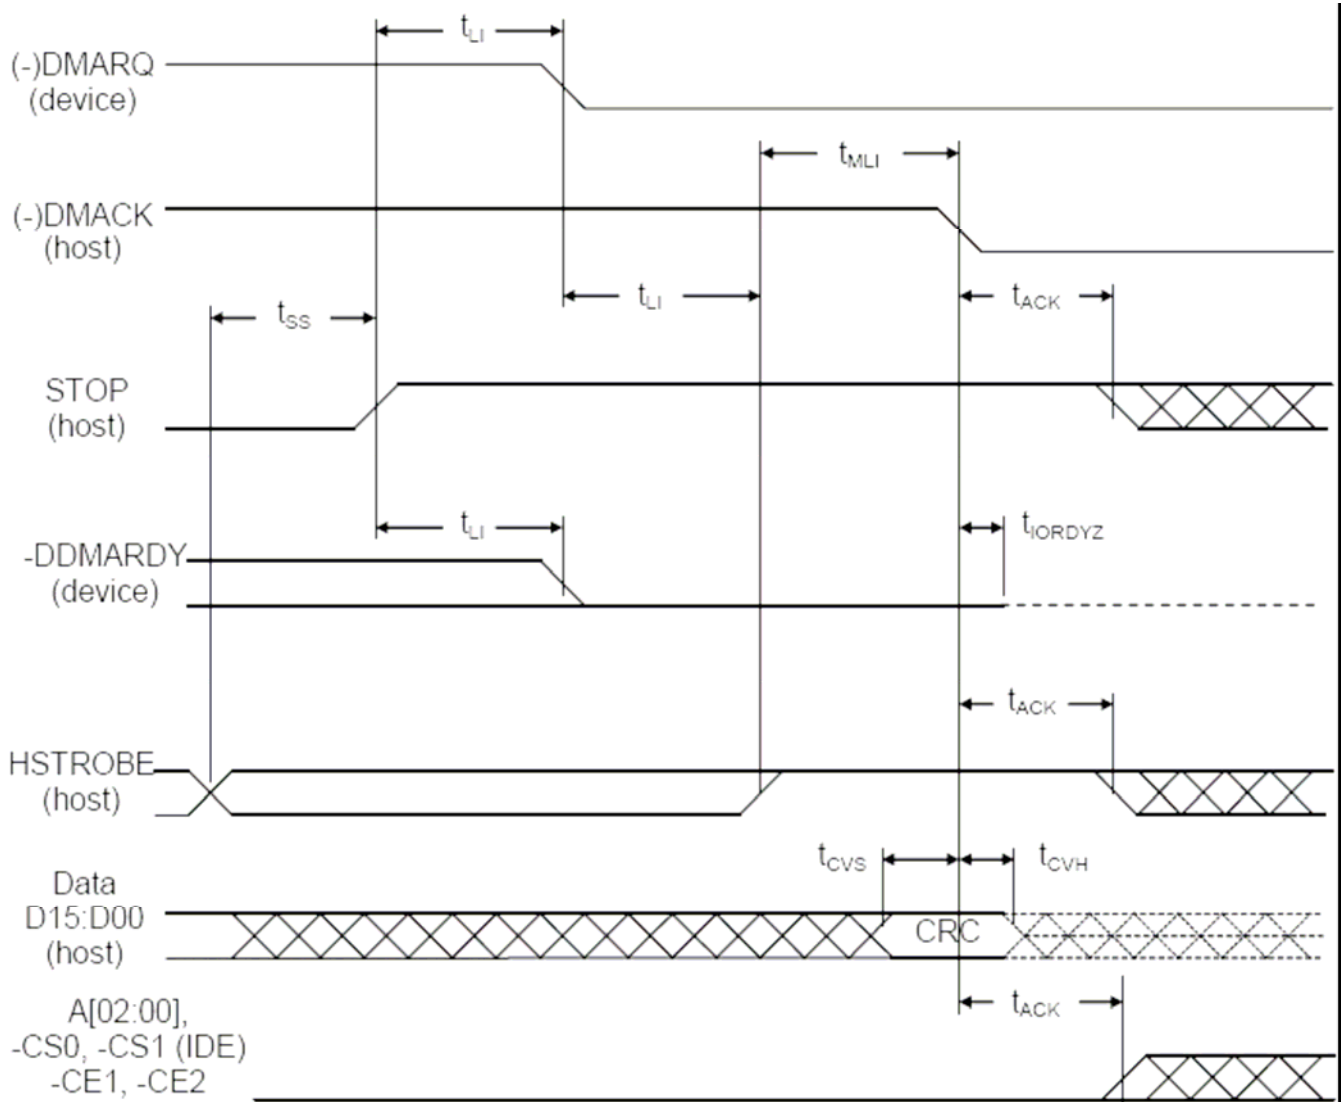 tLI
(-)DMARQ
(device)
tMLI
(-)DMACK
(host)
tLI
tACK
tSS
STOP
(host)
tLI
tIORDYZ
-DDMARDY
(device)
tACK
HSTROBE
(host)
tCVS
tCVH
Data
D15:D00
(host)
CRC
tACK
A[02:00],
-CS0, -CS1 (IDE)
-CE1, -CE2